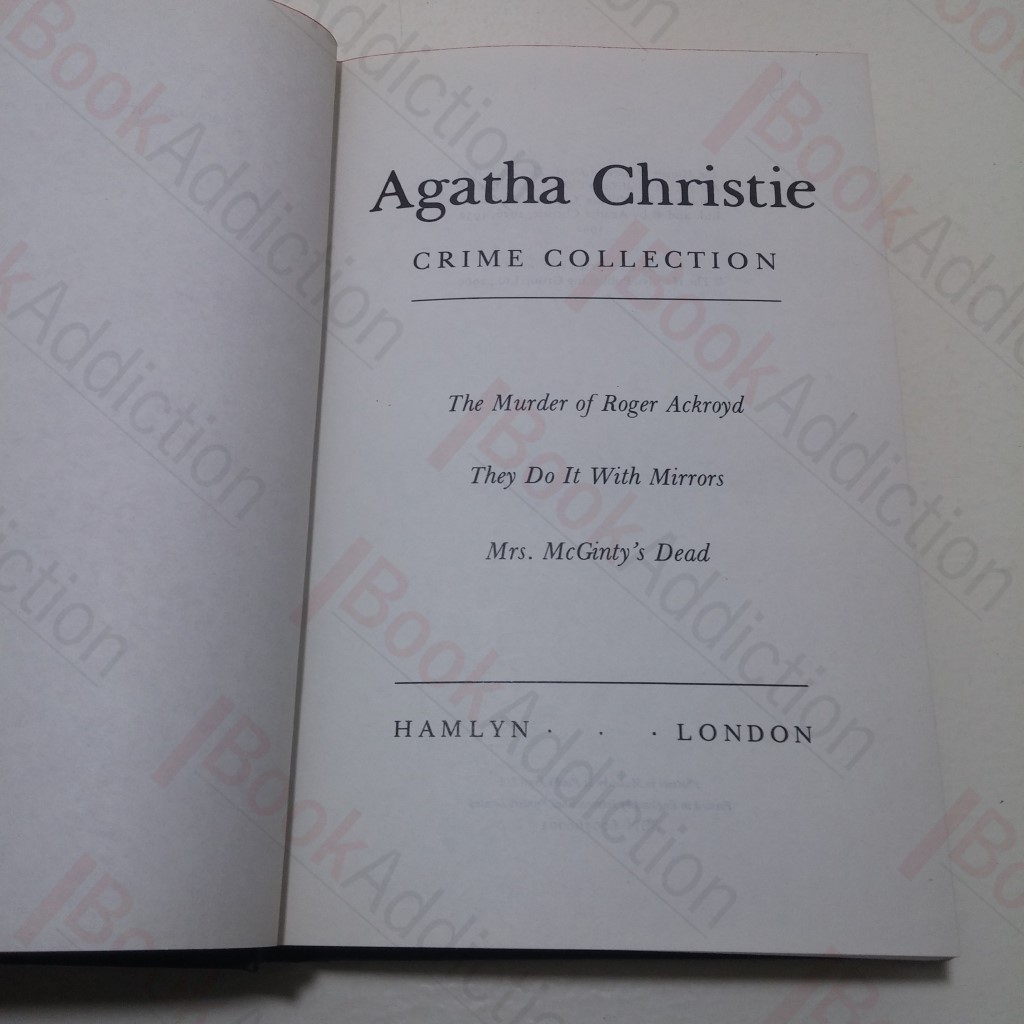 Agatha Christie
CRIME COLLECTION
The Murder of Roger Ackroyd
They Do It With Mirrors
Mrs. McGinty's Dead
HAMLYN · · · LONDON
BookAddiction